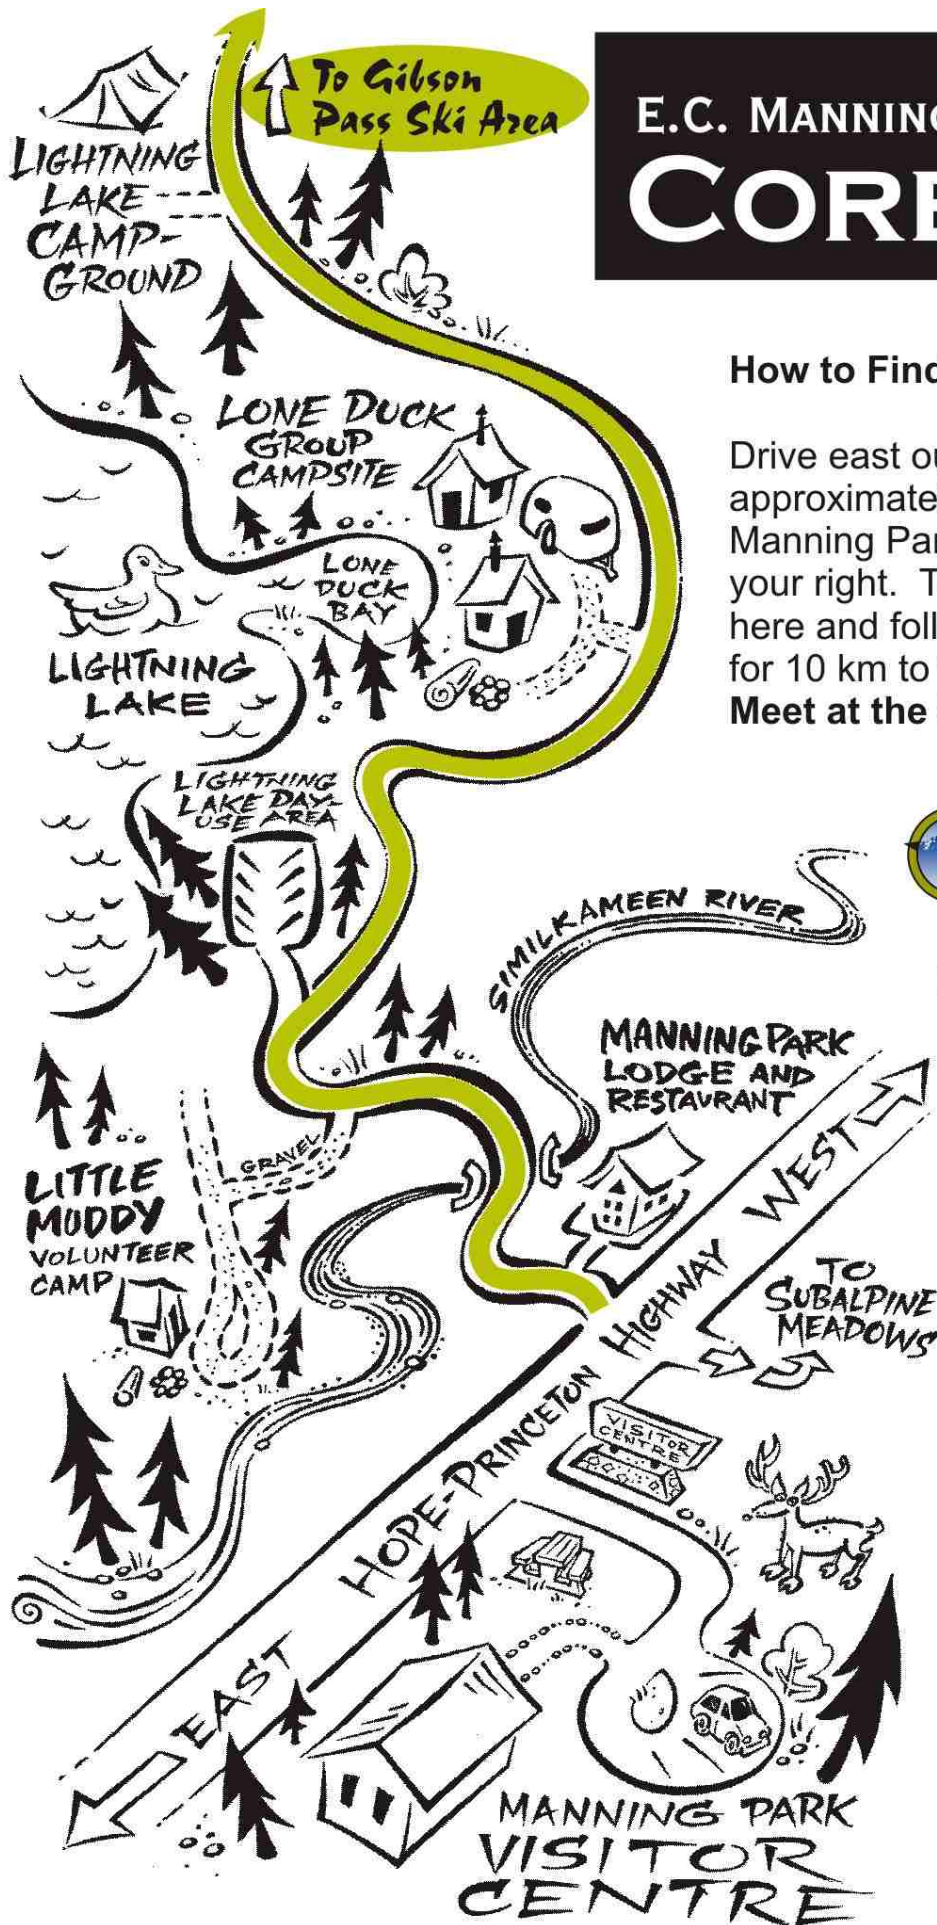 To Gibson
Pass Ski Area
E.C. MANNING
CORE
LIGHTNING
LAKE
CAMP-
GROUND
How to Find
Drive east ou
approximate
Manning Par
your right. T
here and foll
for 10 km to
Meet at the
LONE DUCK
GROUP
CAMPSITE
LONE
DUCK
BAY
LIGHTNING
LAKE
LIGHTNING
LAKE DAY-
USE AREA
SIMILKAMEEN RIVER
MANNING PARK
LODGE AND
RESTAURANT
GRAVEL
LITTLE
MUDDY
VOLUNTEER
CAMP
WEST
TO
SUBALPINE
MEADOWS
HOPE-PRINCETON HIGHWAY
VISITOR
CENTRE
EAST
MANNING PARK
VISITOR
CENTRE